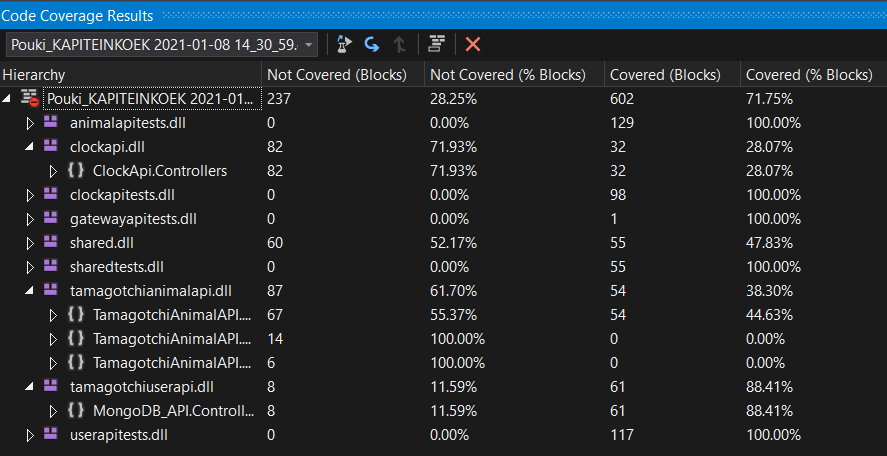 Code Coverage Results
Pouki_KAPITEINKOEK 2021-01-08 14_30_59.
Hierarchy Not Covered (Blocks) Not Covered (% Blocks) Covered (Blocks) Covered (% Blocks)
Pouki_KAPITEINKOEK 2021-01... 237 28.25% 602 71.75%
animalapitests.dll 0 0.00% 129 100.00%
clockapi.dll 82 71.93% 32 28.07%
{ } ClockApi.Controllers 82 71.93% 32 28.07%
clockapitests.dll 0 0.00% 98 100.00%
gatewayapitests.dll 0 0.00% 1 100.00%
shared.dll 60 52.17% 55 47.83%
sharedtests.dll 0 0.00% 55 100.00%
tamagotchianimalapi.dll 87 61.70% 54 38.30%
{ } TamagotchiAnimalAPI.... 67 55.37% 54 44.63%
{ } TamagotchiAnimalAPI.... 14 100.00% 0 0.00%
{ } TamagotchiAnimalAPI.... 6 100.00% 0 0.00%
tamagotchiuserapi.dll 8 11.59% 61 88.41%
{ } MongoDB_API.Controll... 8 11.59% 61 88.41%
userapitests.dll 0 0.00% 117 100.00%